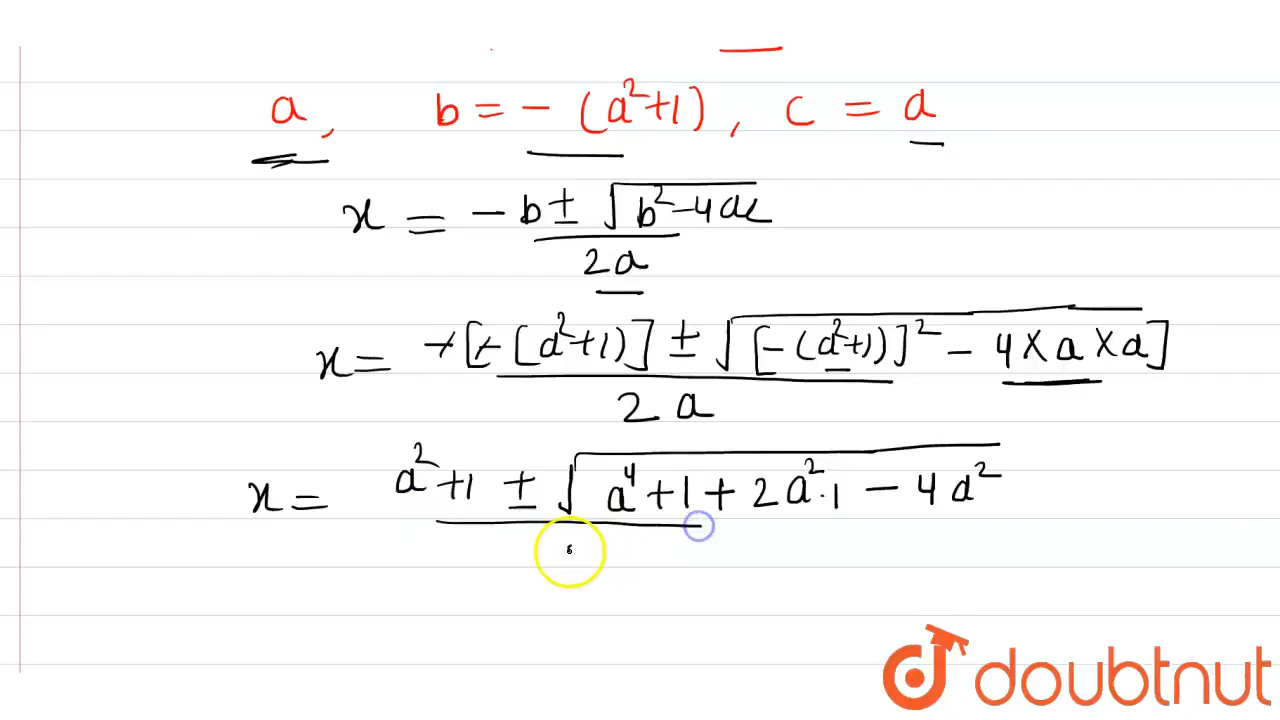 a, b = - (a²+1), c = a
x = -b ± √b²-4ac
2a
x = -[-[a²+1)] ± √[-(a²+1)]² - 4×a×a]
2a
x = a²+1 ± √a⁴+1+2a².1 - 4a²
doubtnut